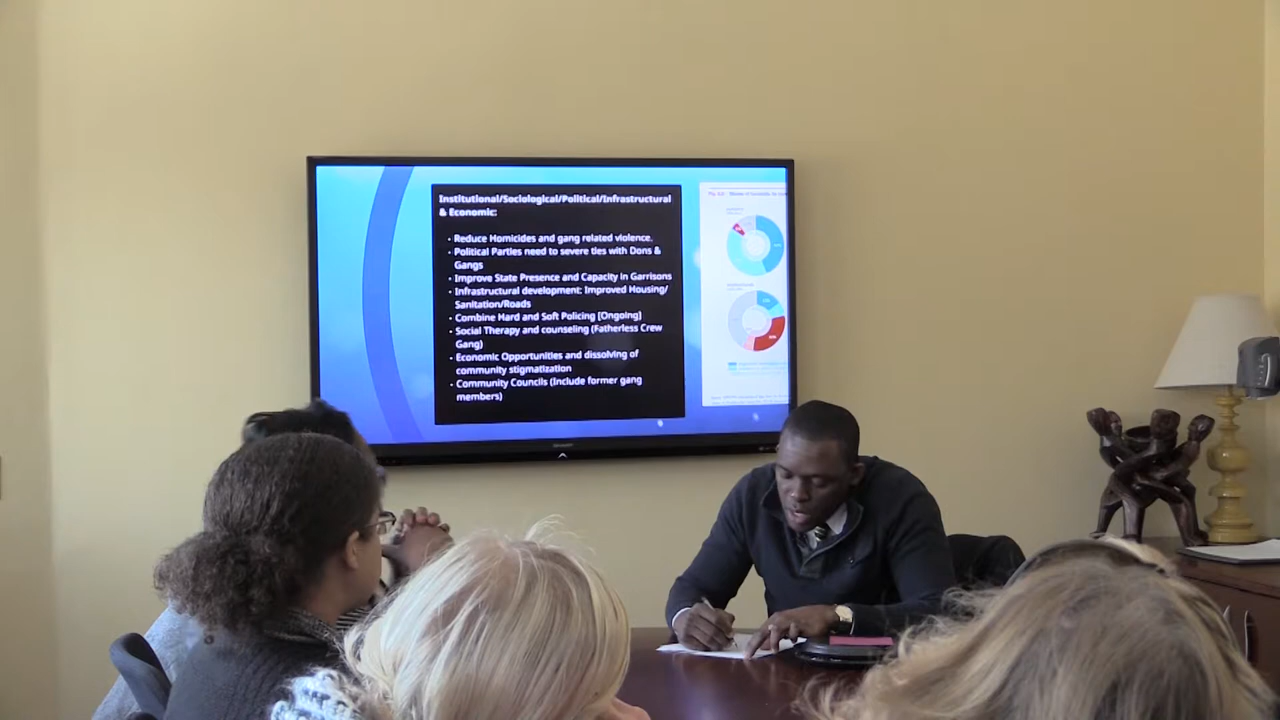 Institutional/Sociological/Political/Infrastructural
& Economic:
• Reduce Homicides and gang related violence.
• Political Parties need to severe ties with Dons &
Gangs
• Improve State Presence and Capacity in Garrisons
• Infrastructural development: Improved Housing/
Sanitation/Roads
• Combine Hard and Soft Policing [Ongoing]
• Social Therapy and counseling (Fatherless Crew
Gang)
• Economic Opportunities and dissolving of
community stigmatization
• Community Councils (Include former gang
members)
SHARP